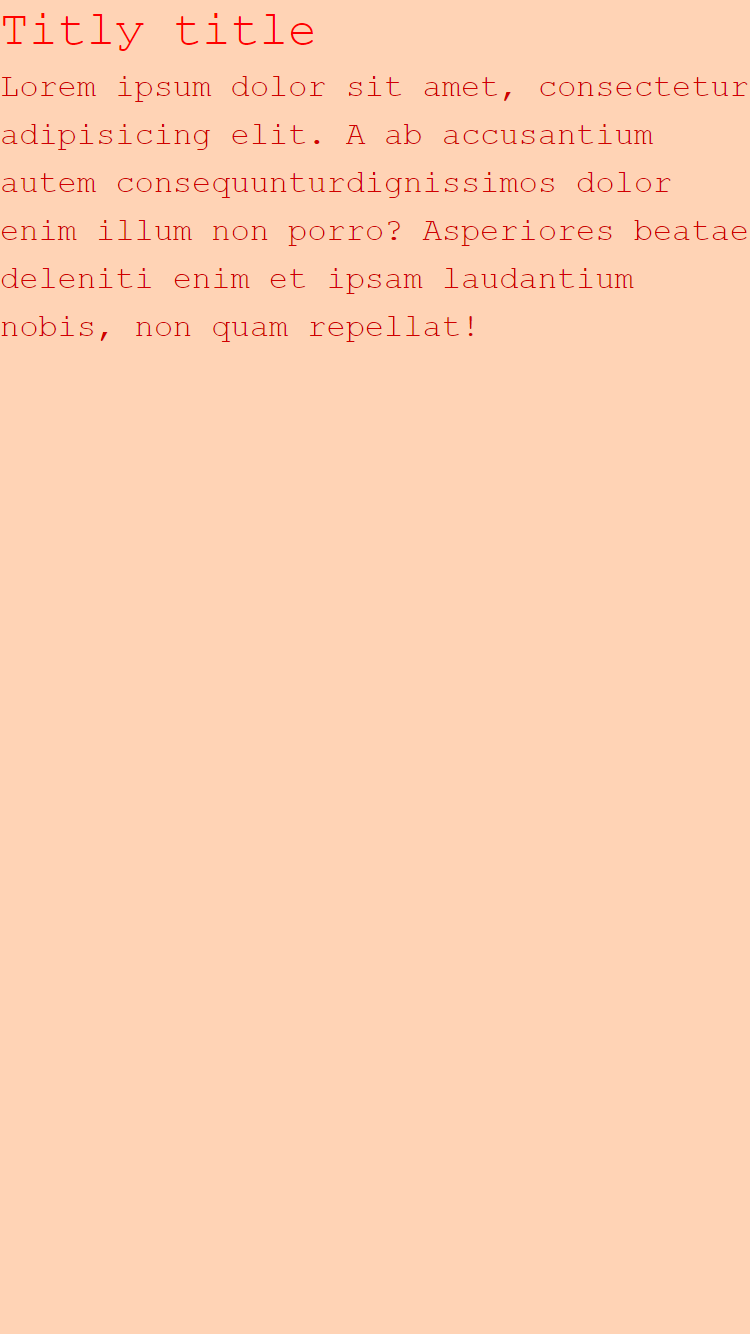 Titly title
Lorem ipsum dolor sit amet, consectetur
adipisicing elit. A ab accusantium
autem consequunturdignissimos dolor
enim illum non porro? Asperiores beatae
deleniti enim et ipsam laudantium
nobis, non quam repellat!